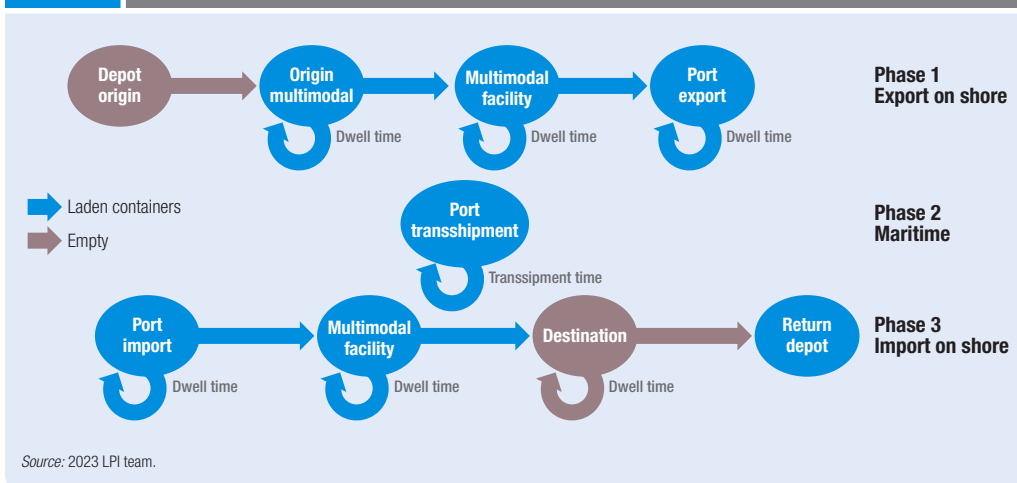 Depot
origin
Origin
multimodal
Multimodal
facility
Port
export
Phase 1
Export on shore
Dwell time
Dwell time
Dwell time
Laden containers
Empty
Port
transshipment
Phase 2
Maritime
Transsipment time
Port
import
Multimodal
facility
Destination
Return
depot
Phase 3
Import on shore
Dwell time
Dwell time
Dwell time
Source: 2023 LPI team.